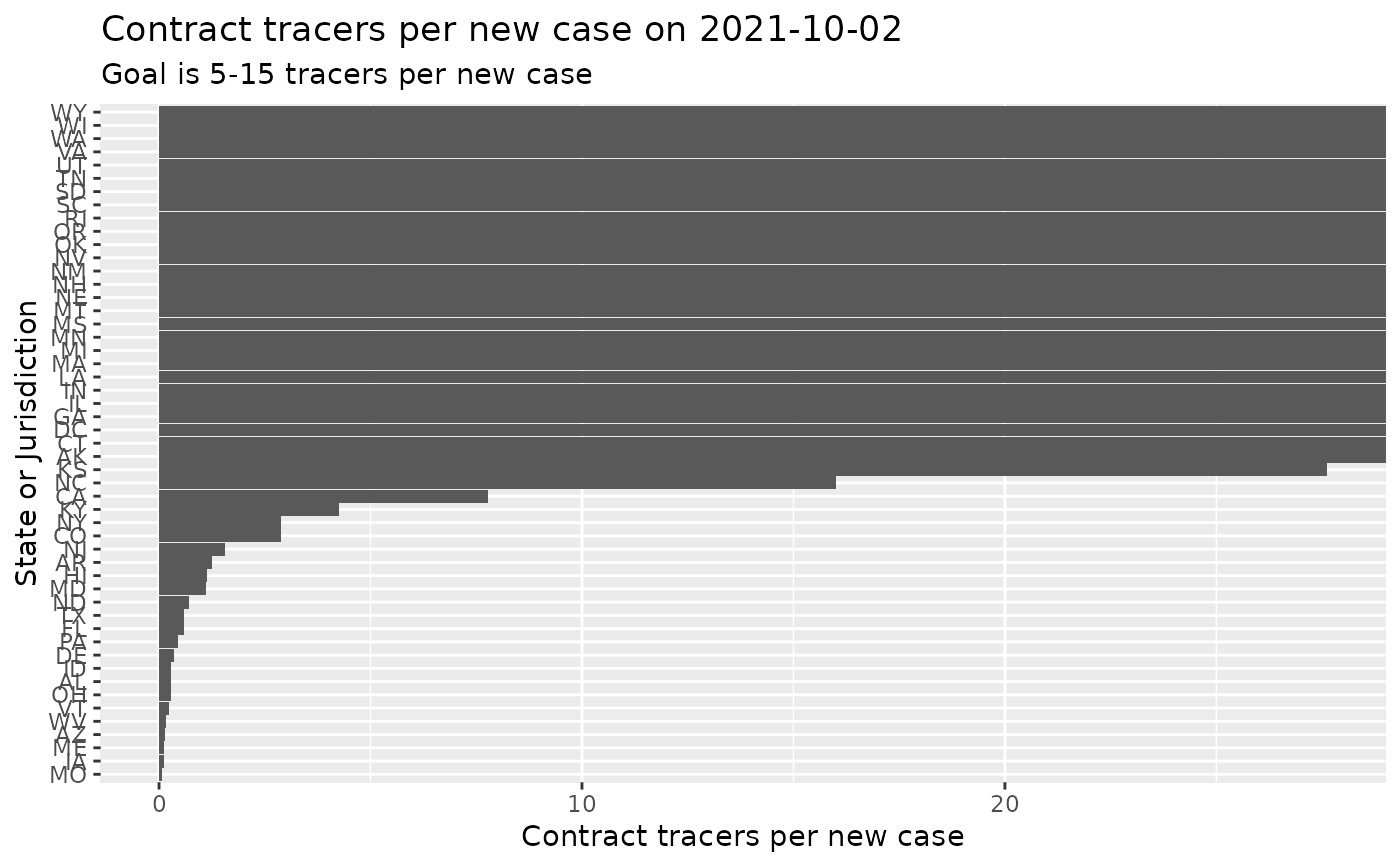 Contract tracers per new case on 2021-10-02
Goal is 5-15 tracers per new case
State or Jurisdiction
WY
WI
WA
VA
UT
TN
SD
SC
RI
OR
OK
NV
NM
NH
NE
MT
MS
MN
MI
MA
LA
IN
IL
GA
DC
CT
AK
KS
NC
CA
KY
NY
CO
NJ
AR
HI
MD
ND
TX
FL
PA
DE
ID
AL
OH
VT
WV
AZ
ME
IA
MO
0 10 20
Contract tracers per new case